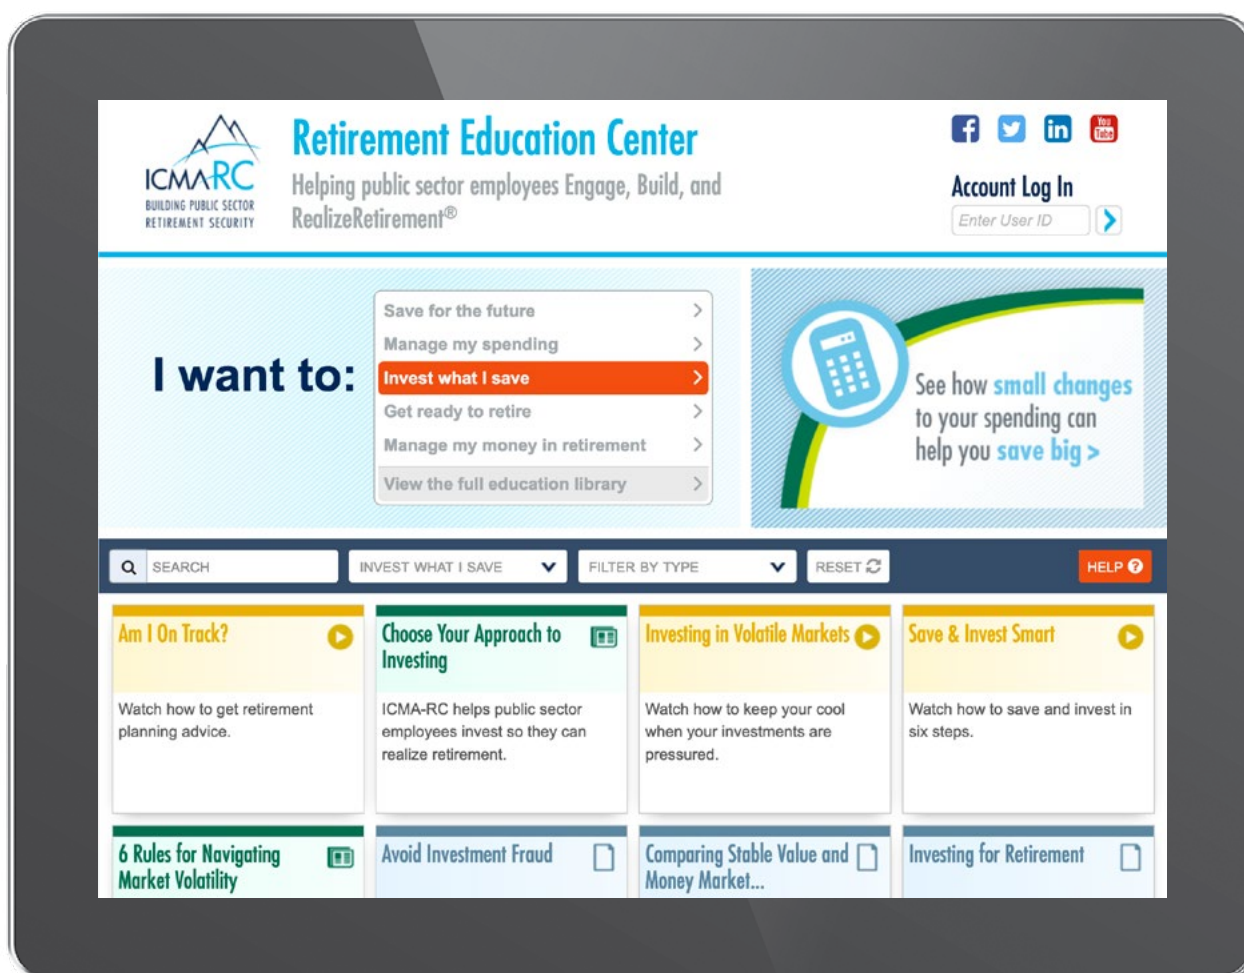 ICMA-RC
BUILDING PUBLIC SECTOR
RETIREMENT SECURITY
Retirement Education Center
Helping public sector employees Engage, Build, and
RealizeRetirement®
You
Tube
Account Log In
Enter User ID
I want to:
Save for the future
Manage my spending
Invest what I save
Get ready to retire
Manage my money in retirement
View the full education library
See how small changes
to your spending can
help you save big >
SEARCH
INVEST WHAT I SAVE
FILTER BY TYPE
RESET
HELP ?
Am I On Track?
Watch how to get retirement
planning advice.
Choose Your Approach to
Investing
ICMA-RC helps public sector
employees invest so they can
realize retirement.
Investing in Volatile Markets
Watch how to keep your cool
when your investments are
pressured.
Save & Invest Smart
Watch how to save and invest in
six steps.
6 Rules for Navigating
Market Volatility
Avoid Investment Fraud
Comparing Stable Value and
Money Market...
Investing for Retirement